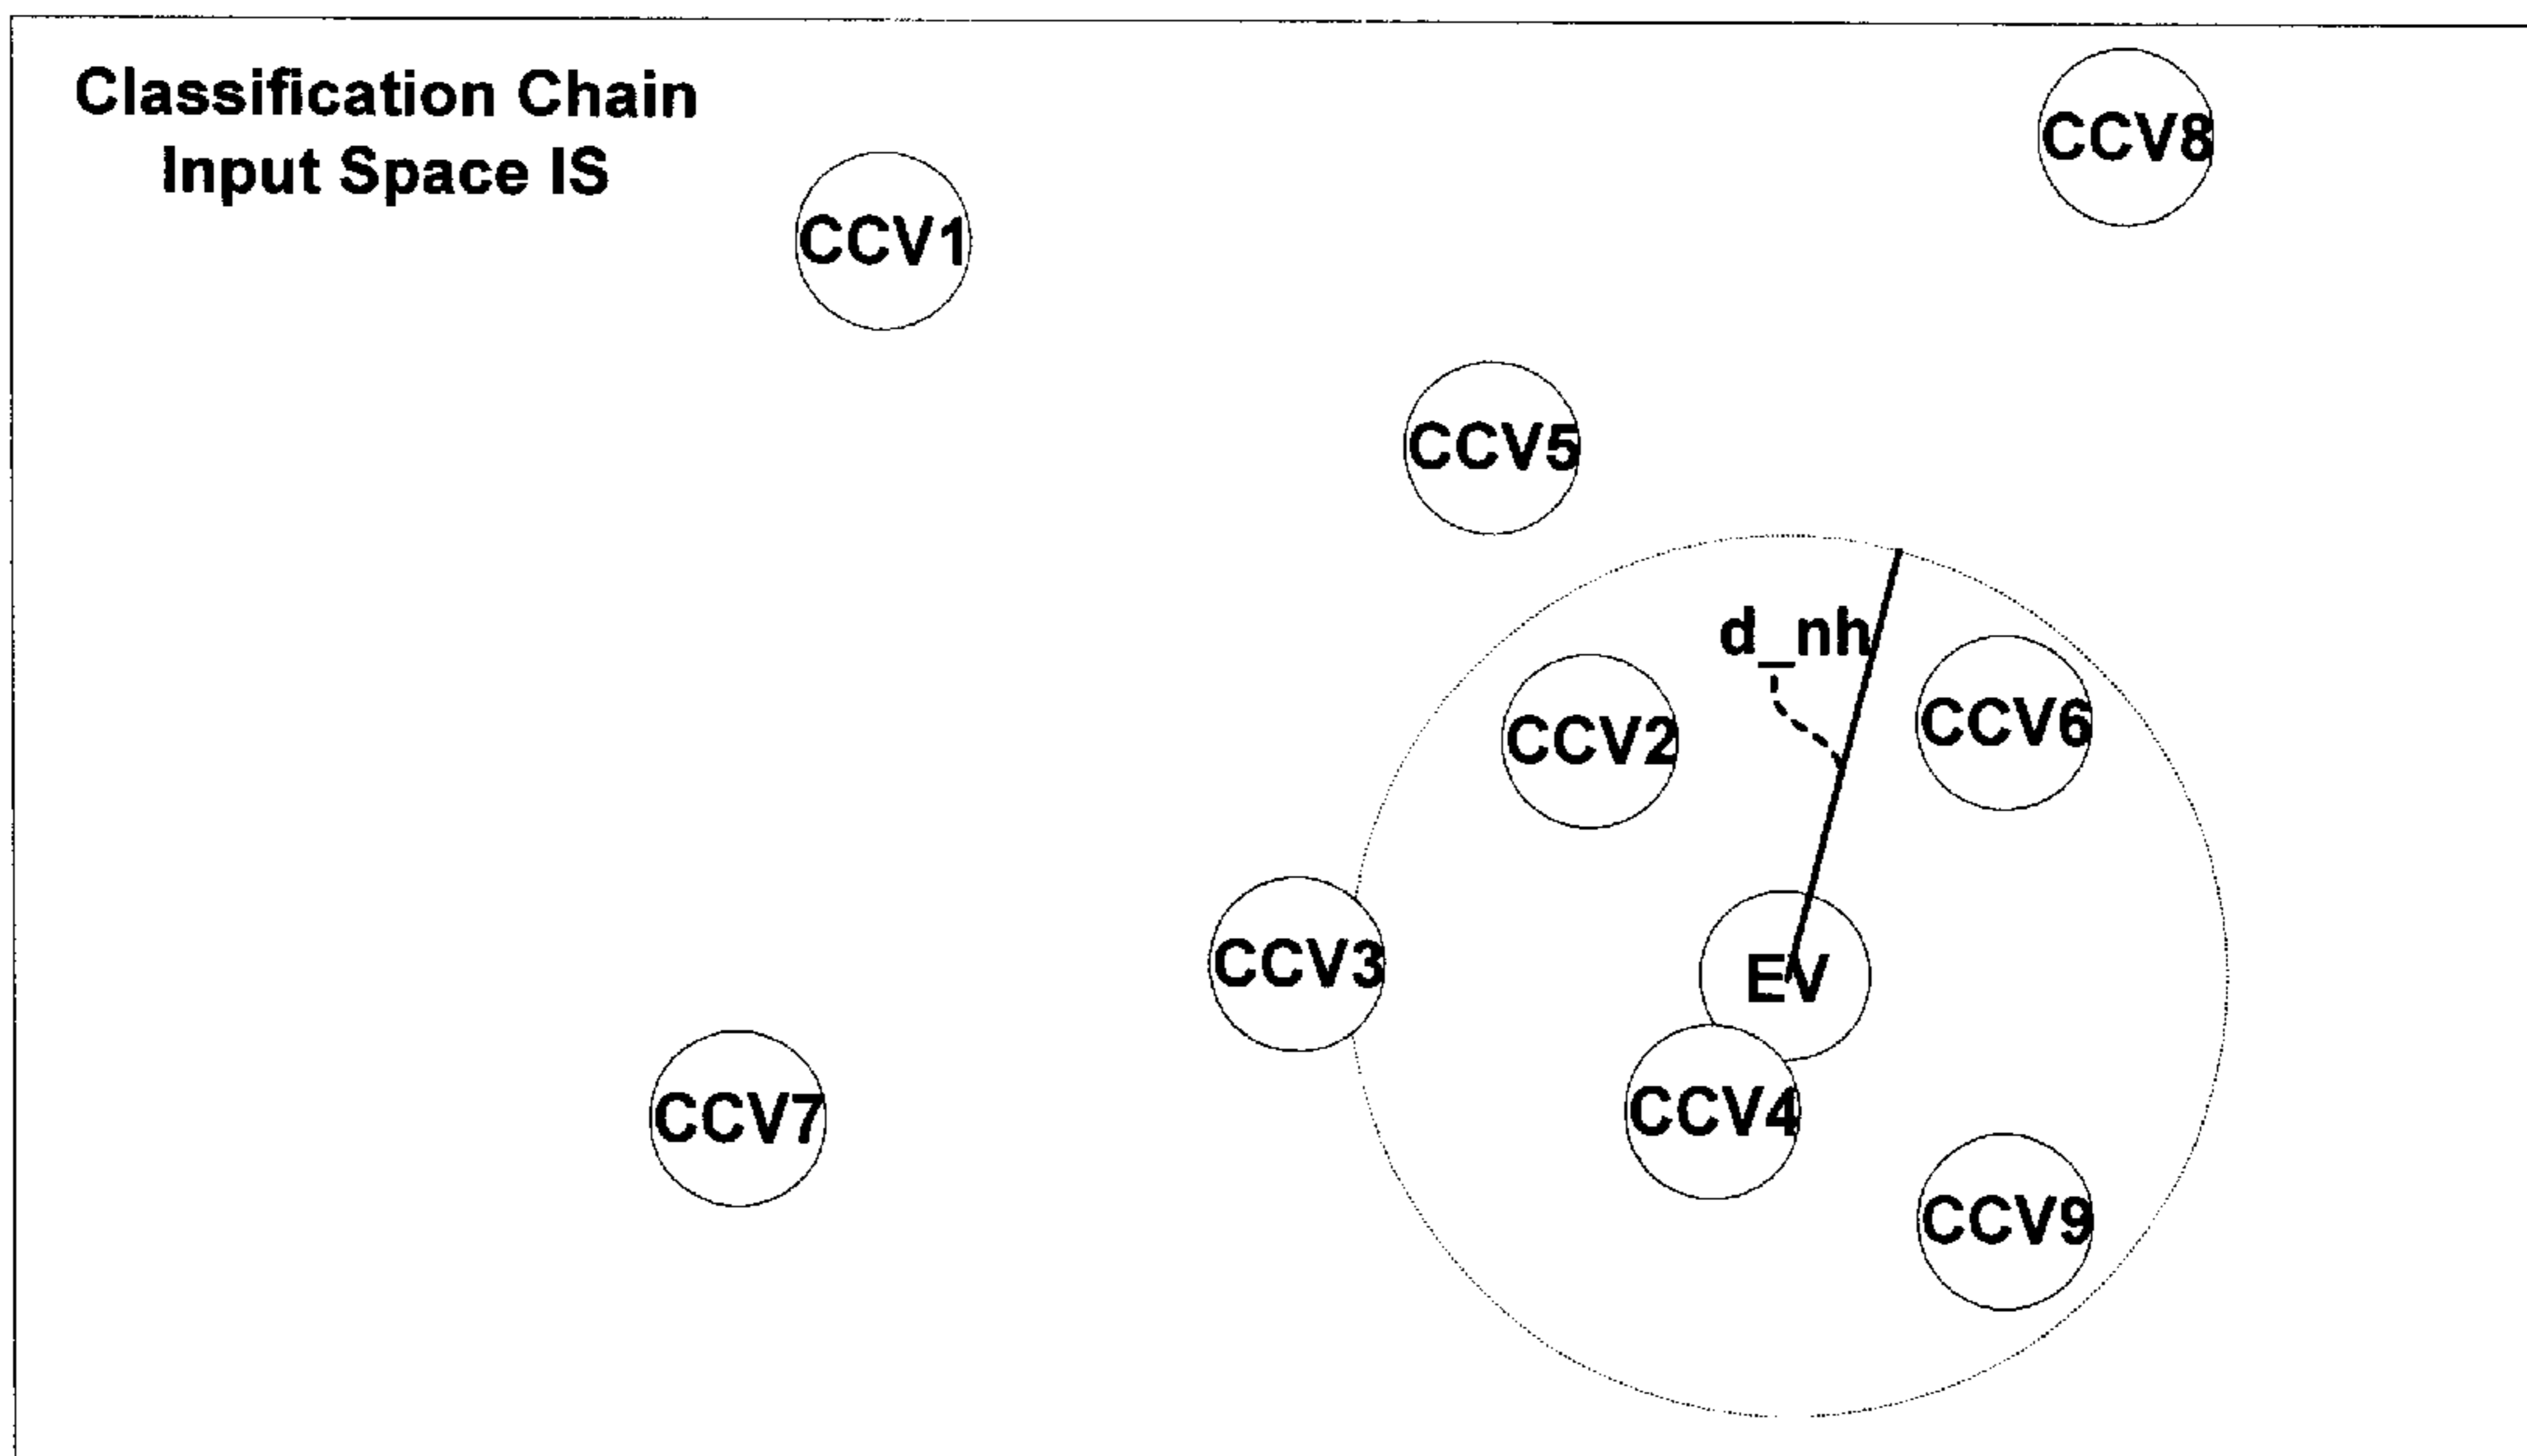 Classification Chain
Input Space IS
CCV8
CCV1
CCV5
d_nh
CCV6
CCV2
CCV3
EV
CCV4
CCV7
CCV9